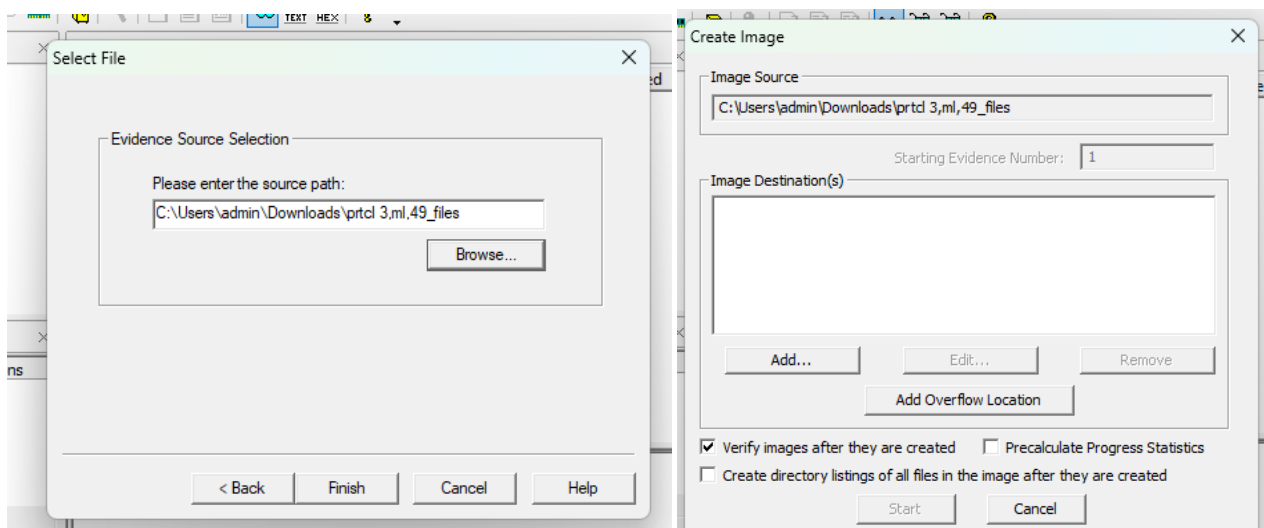 TEXT HEX
Select File
ed
Evidence Source Selection
Please enter the source path:
C:\Users\admin\Downloads\prtcl 3,ml,49_files
Browse...
ns
< Back
Finish
Cancel
Help
Create Image
Image Source
C:\Users\admin\Downloads\prtcl 3,ml,49_files
Starting Evidence Number: 1
Image Destination(s)
Add...
Edit...
Remove
Add Overflow Location
Verify images after they are created
Precalculate Progress Statistics
Create directory listings of all files in the image after they are created
Start
Cancel